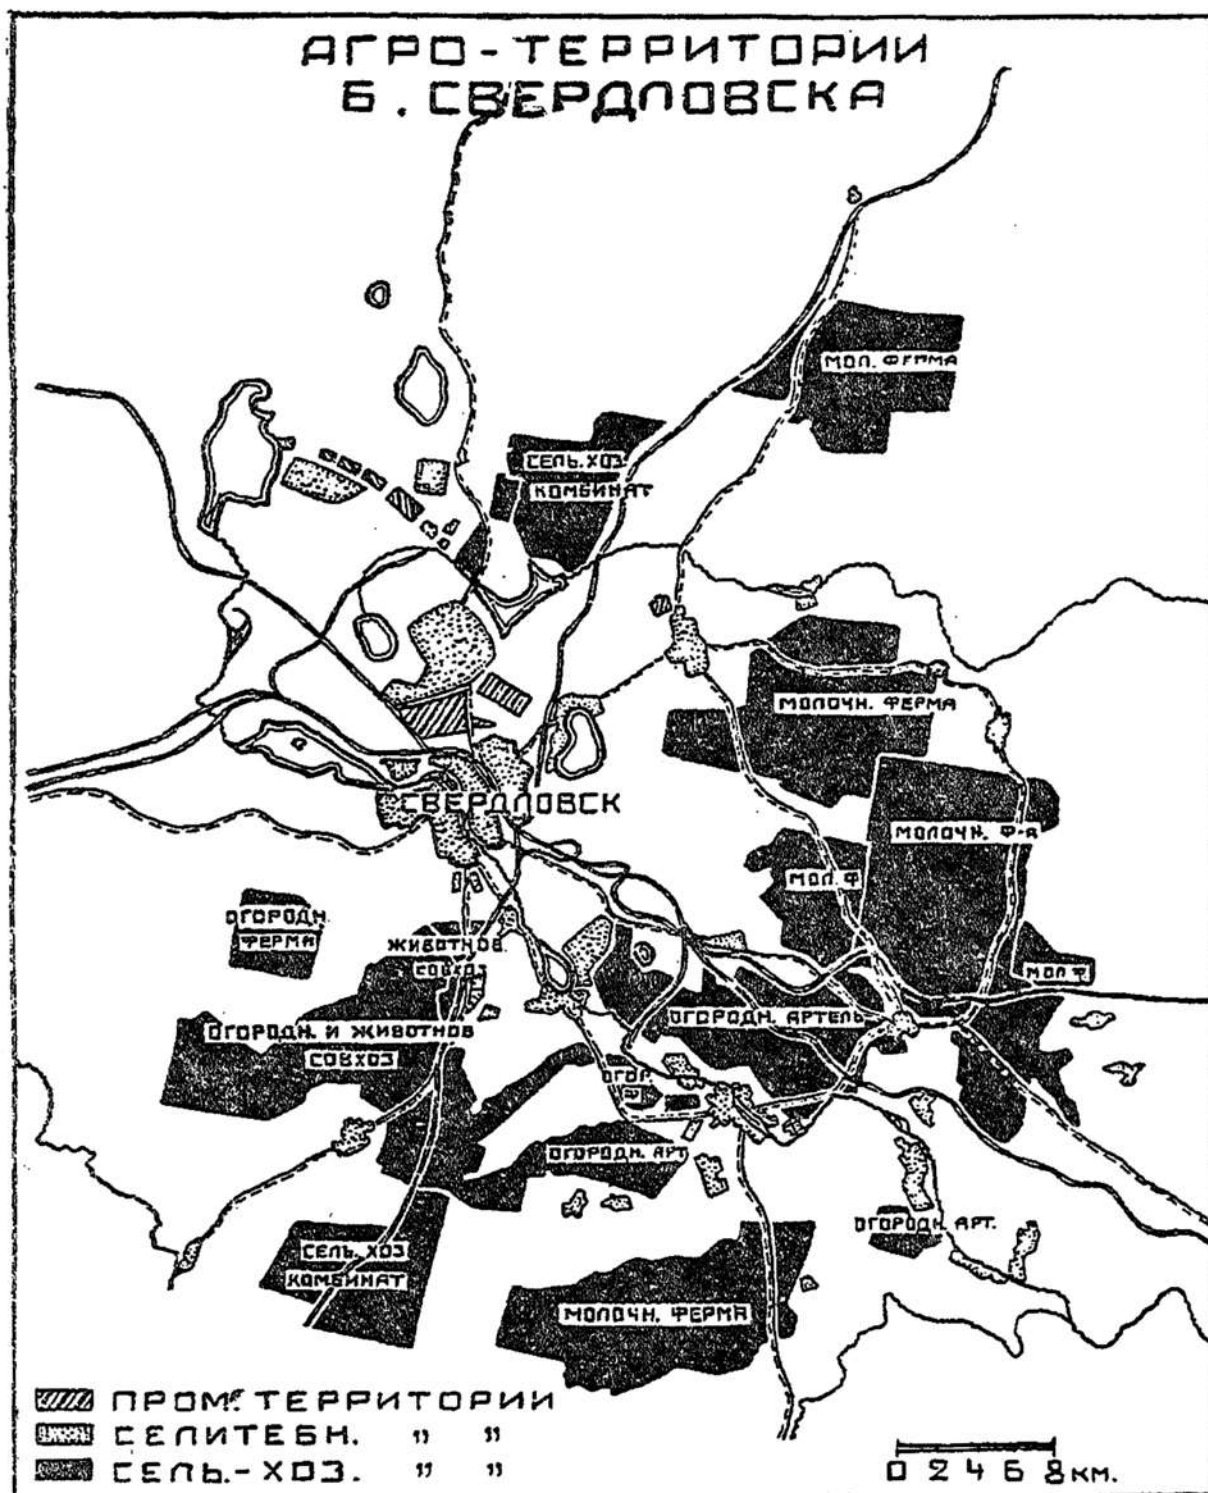 АГРО-ТЕРРИТОРИИ
Б. СВЕРДЛОВСКА
МОЛ. ФЕРМА
СЕЛЬ. ХОЗ.
КОМБИНАТ
МОЛОЧН. ФЕРМА
СВЕРДЛОВСК
МОЛОЧН. Ф-А
МОЛ. Ф
ОГОРОДН.
ФЕРМА
ЖИВОТНОВ.
СОВХОЗ
МОЛ Ф
ОГОРОДН. АРТЕЛЬ
ОГОРОДН. И ЖИВОТНОВ
СОВХОЗ
ОГОР.
ОГОРОДН. АРТ
ОГОРОДН. АРТ.
СЕЛЬ. ХОЗ
КОМБИНАТ
МОЛОЧН. ФЕРМА
ПРОМ. ТЕРРИТОРИИ
СЕЛИТЕБН. " "
СЕЛЬ.-ХОЗ. " "
0 2 4 6 8 КМ.